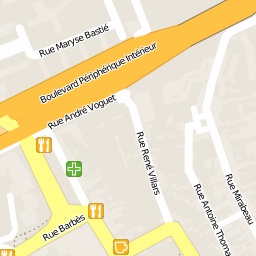 Rue Maryse Bastié
Boulevard Périphérique Intérieur
Rue André Voguet
Rue René Villars
Rue Mirabeau
Rue Antoine Thoma
Rue Barbès